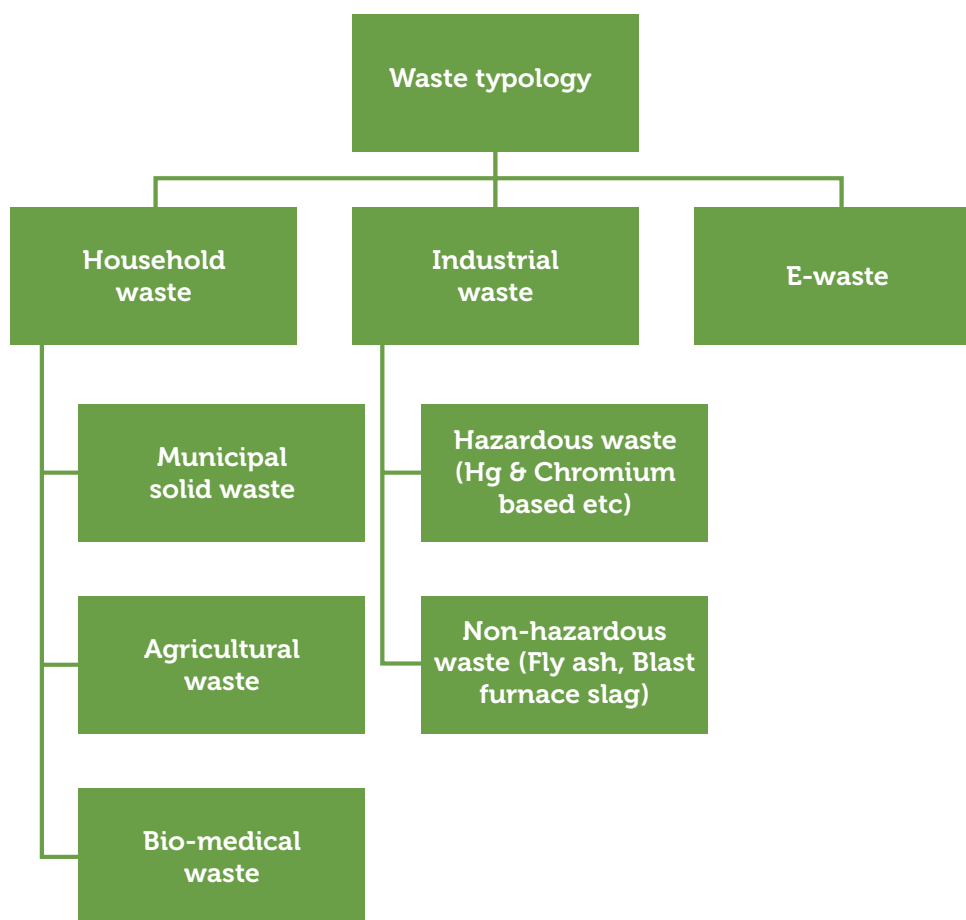 Waste typology
Household
waste
Industrial
waste
E-waste
Municipal
solid waste
Agricultural
waste
Bio-medical
waste
Hazardous waste
(Hg & Chromium
based etc)
Non-hazardous
waste (Fly ash, Blast
furnace slag)